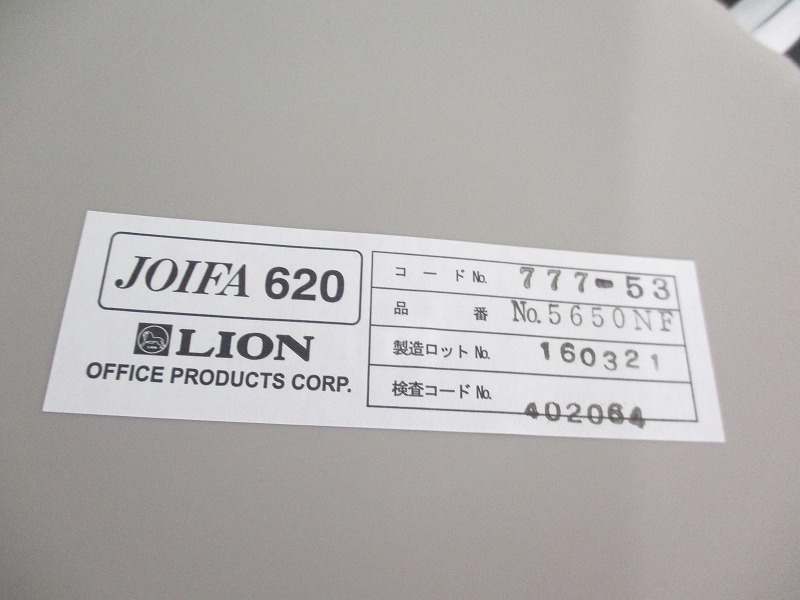 JOIFA 620
LION
OFFICE PRODUCTS CORP.
コードNo. 777-53
品番 No.5650NF
製造ロットNo. 160321
検査コードNo. 402064